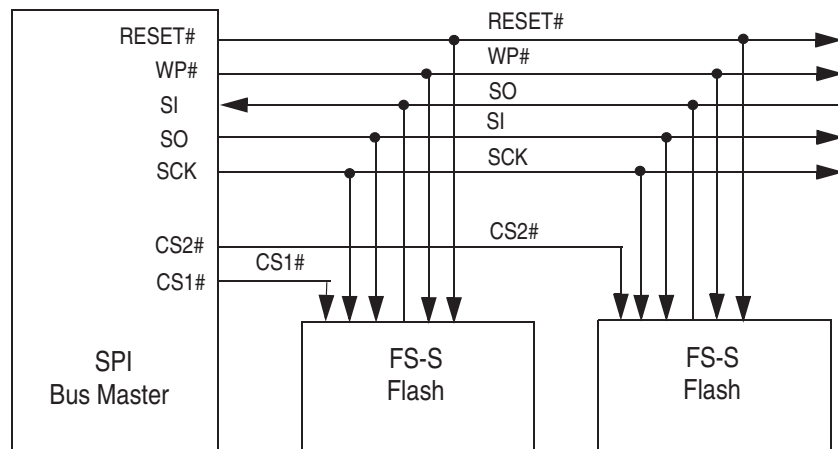 RESET# RESET#
WP# WP#
SI SO
SO SI
SCK SCK
CS2# CS2#
CS1# CS1#
SPI
Bus Master
FS-S
Flash
FS-S
Flash